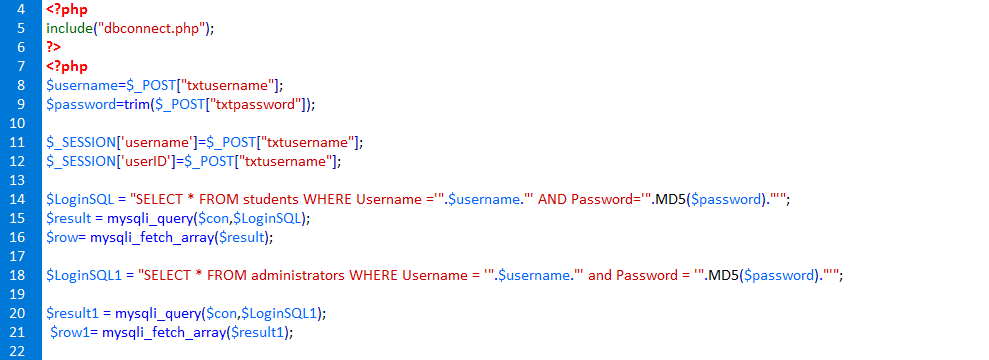 4 <?php
5 include("dbconnect.php");
6 ?>
7 <?php
8 $username=$_POST["txtusername"];
9 $password=trim($_POST["txtpassword"]);
10
11 $_SESSION['username']=$_POST["txtusername"];
12 $_SESSION['userID']=$_POST["txtusername"];
13
14 $LoginSQL = "SELECT * FROM students WHERE Username ='".$username."' AND Password='".MD5($password)."'";
15 $result = mysqli_query($con,$LoginSQL);
16 $row= mysqli_fetch_array($result);
17
18 $LoginSQL1 = "SELECT * FROM administrators WHERE Username = '".$username."' and Password = '".MD5($password)."'";
19
20 $result1 = mysqli_query($con,$LoginSQL1);
21 $row1= mysqli_fetch_array($result1);
22